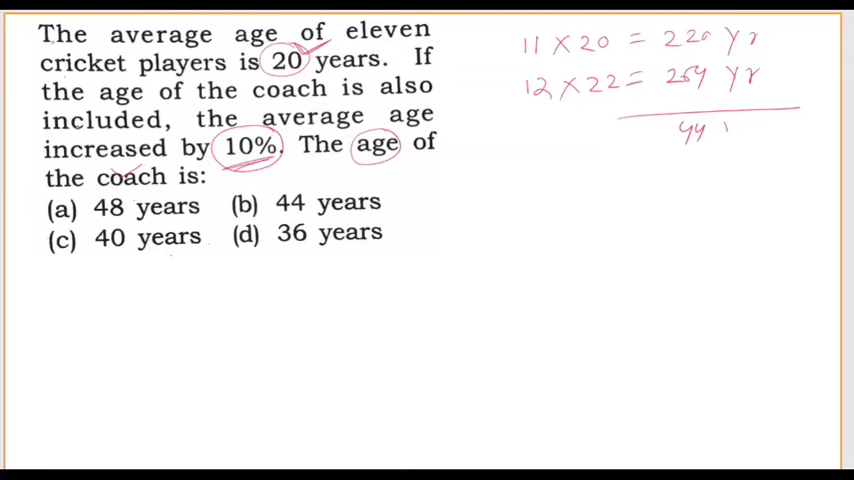 The average age of eleven
cricket players is 20 years. If
the age of the coach is also
included, the average age
increased by 10%. The age of
the coach is:
(a) 48 years (b) 44 years
(c) 40 years (d) 36 years
11 × 20 = 220 Yr
12 × 22 = 264 Yr
44